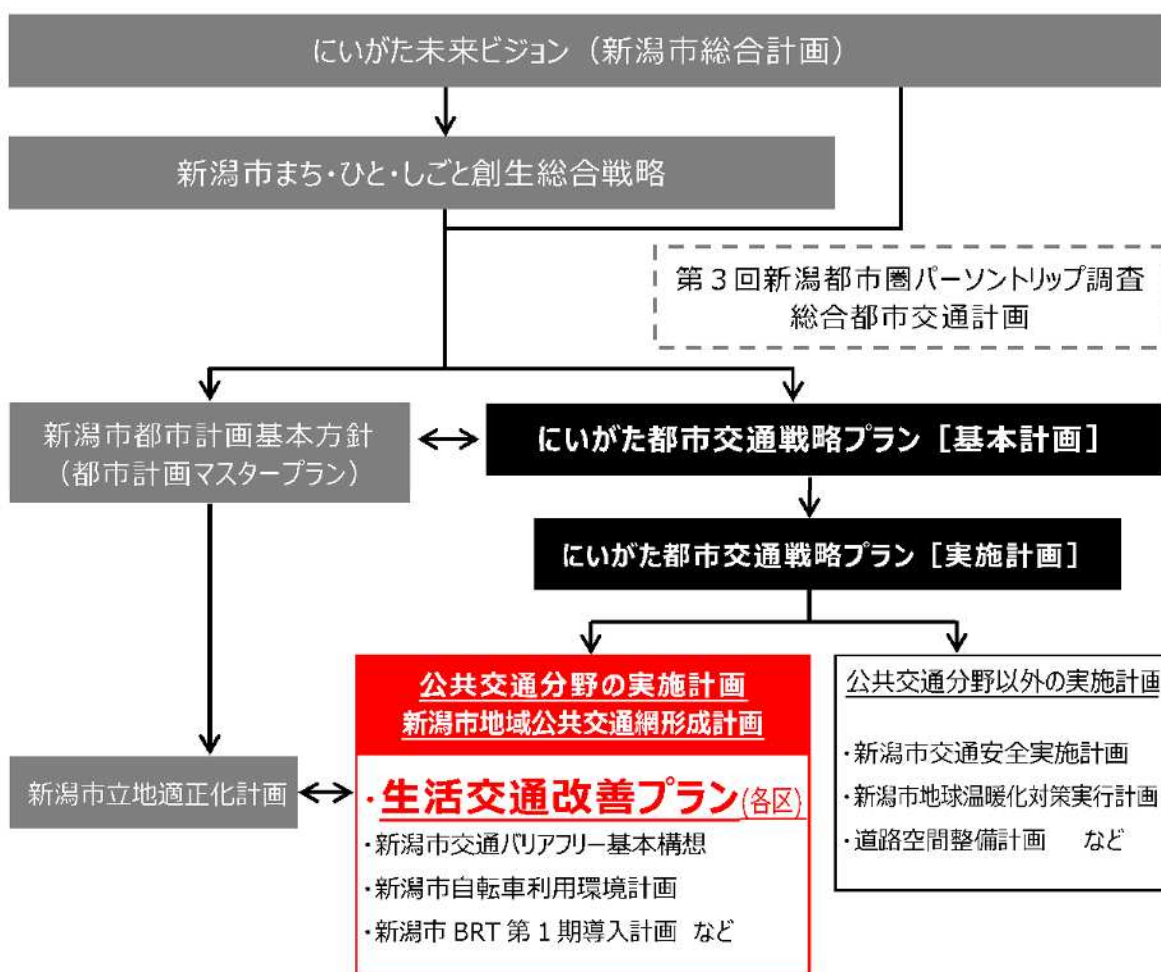 にいがた未来ビジョン（新潟市総合計画）
新潟市まち・ひと・しごと創生総合戦略
第３回新潟都市圏パーソントリップ調査
総合都市交通計画
新潟市都市計画基本方針
（都市計画マスタープラン）
にいがた都市交通戦略プラン［基本計画］
にいがた都市交通戦略プラン［実施計画］
公共交通分野の実施計画
新潟市地域公共交通網形成計画
・生活交通改善プラン(各区)
・新潟市交通バリアフリー基本構想
・新潟市自転車利用環境計画
・新潟市 BRT 第１期導入計画 など
公共交通分野以外の実施計画
・新潟市交通安全実施計画
・新潟市地球温暖化対策実行計画
・道路空間整備計画　など
新潟市立地適正化計画